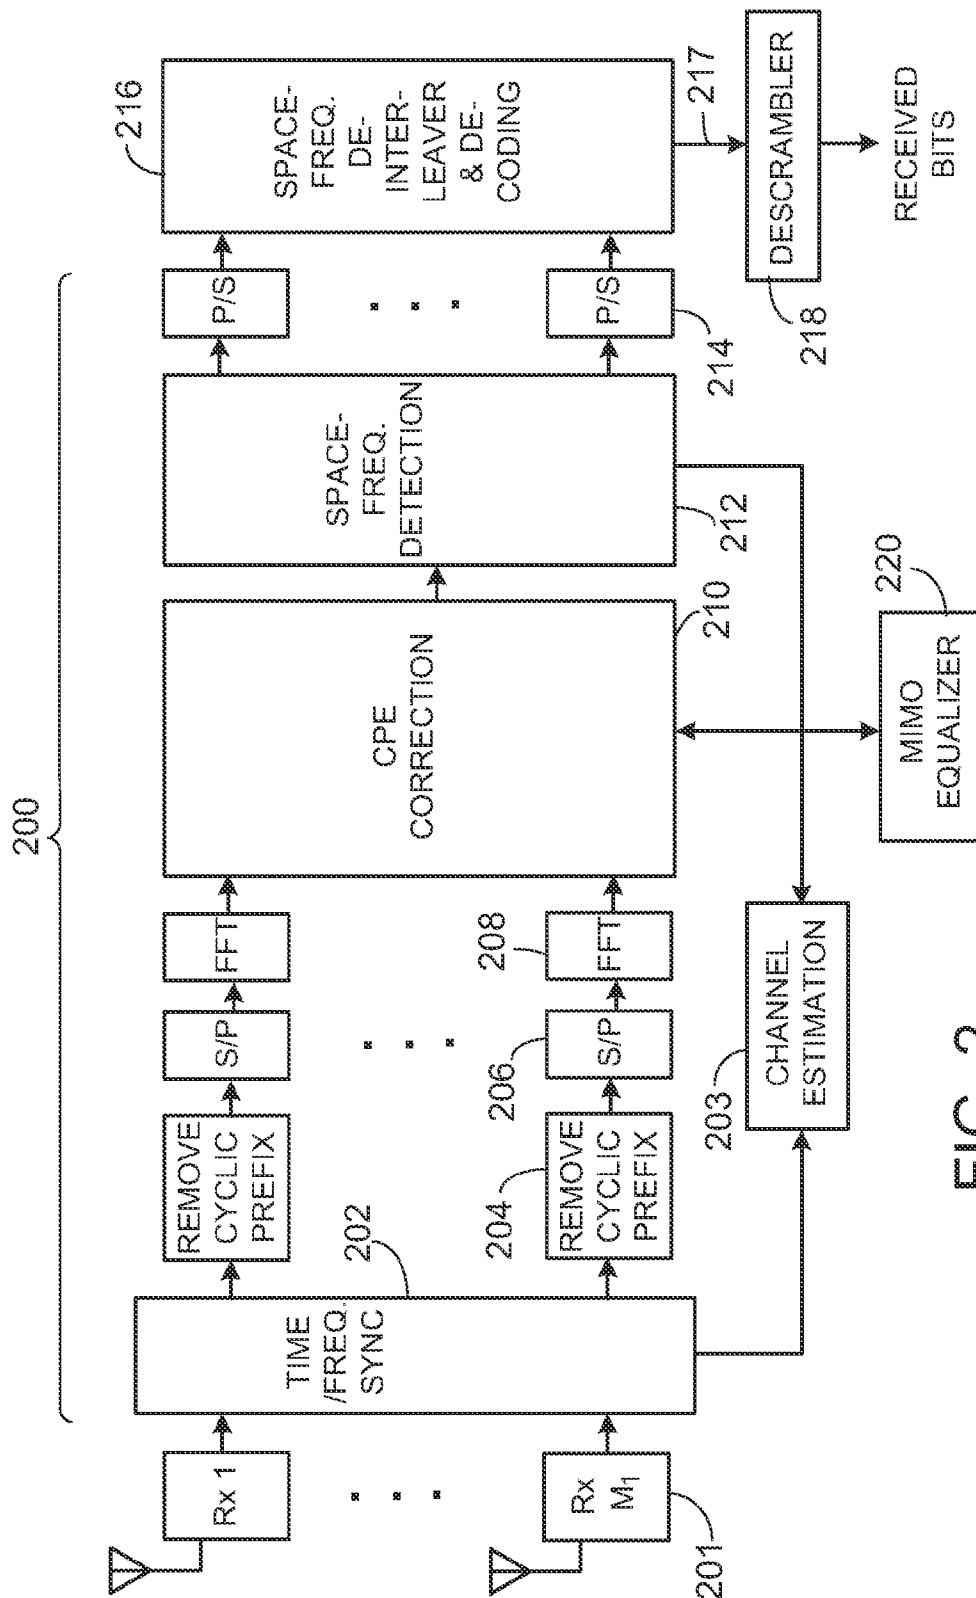 200
216
Rx 1
Rx
M1
201
TIME
/FREQ.
SYNC
202
REMOVE
CYCLIC
PREFIX
REMOVE
CYCLIC
PREFIX
204
S/P
S/P
206
FFT
FFT
208
CPE
CORRECTION
210
SPACE-
FREQ.
DETECTION
212
P/S
P/S
214
SPACE-
FREQ.
DE-
INTER-
LEAVER
& DE-
CODING
217
DESCRAMBLER
218
RECEIVED
BITS
CHANNEL
ESTIMATION
203
MIMO
EQUALIZER
220
FIG. 2